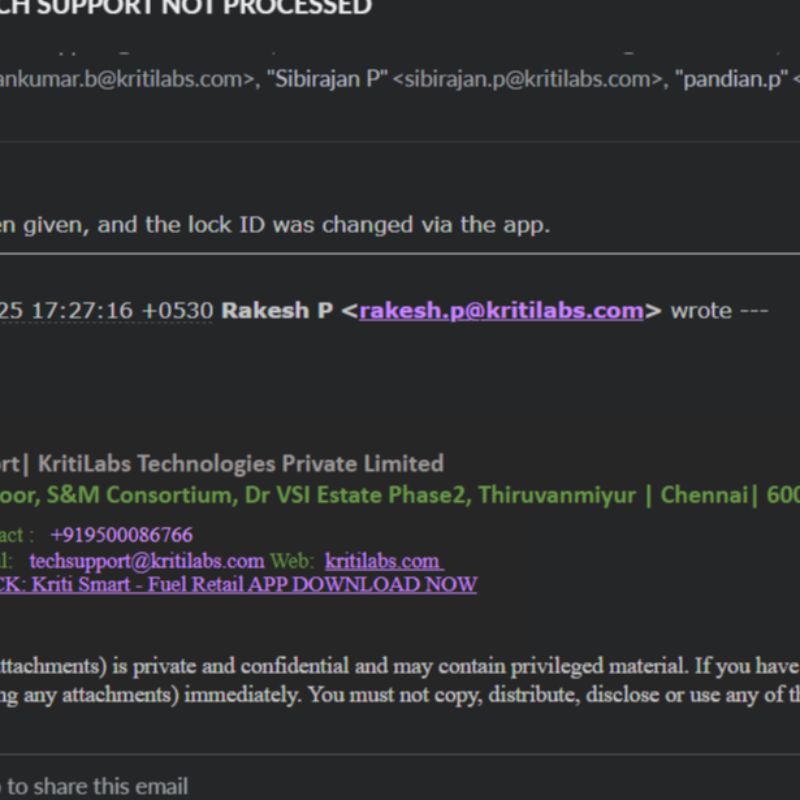 CH SUPPORT NOT PROCESSED
ankumar.b@kritilabs.com>, "Sibirajan P" <sibirajan.p@kritilabs.com>, "pandian.p" <
en given, and the lock ID was changed via the app.
25 17:27:16 +0530 Rakesh P <rakesh.p@kritilabs.com> wrote ---
ort| KritiLabs Technologies Private Limited
oor, S&M Consortium, Dr VSI Estate Phase2, Thiruvanmiyur | Chennai| 600
act : +919500086766
l: techsupport@kritilabs.com Web: kritilabs.com
CK: Kriti Smart - Fuel Retail APP DOWNLOAD NOW
ttachments) is private and confidential and may contain privileged material. If you have
ng any attachments) immediately. You must not copy, distribute, disclose or use any of th
to share this email